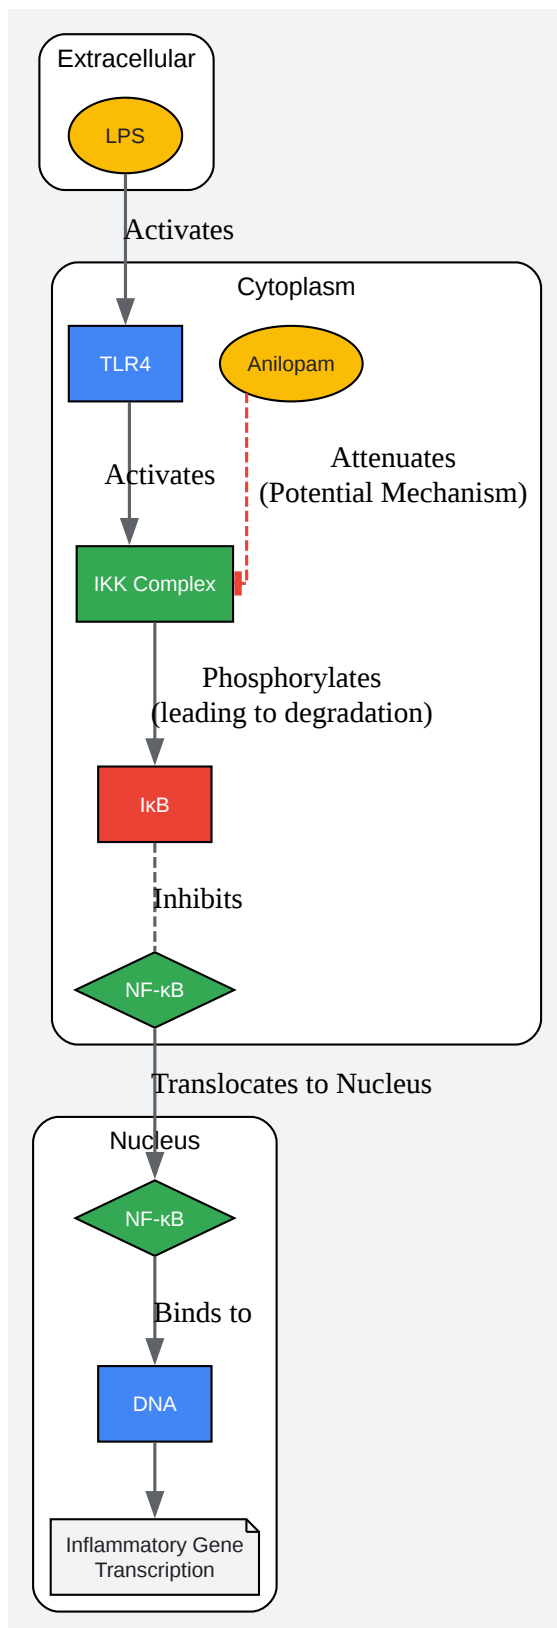 Extracellular
LPS
Activates
Cytoplasm
TLR4
Anilopam
Activates
Attenuates
(Potential Mechanism)
IKK Complex
Phosphorylates
(leading to degradation)
IκB
Inhibits
NF-κB
Translocates to Nucleus
Nucleus
NF-κB
Binds to
DNA
Inflammatory Gene
Transcription